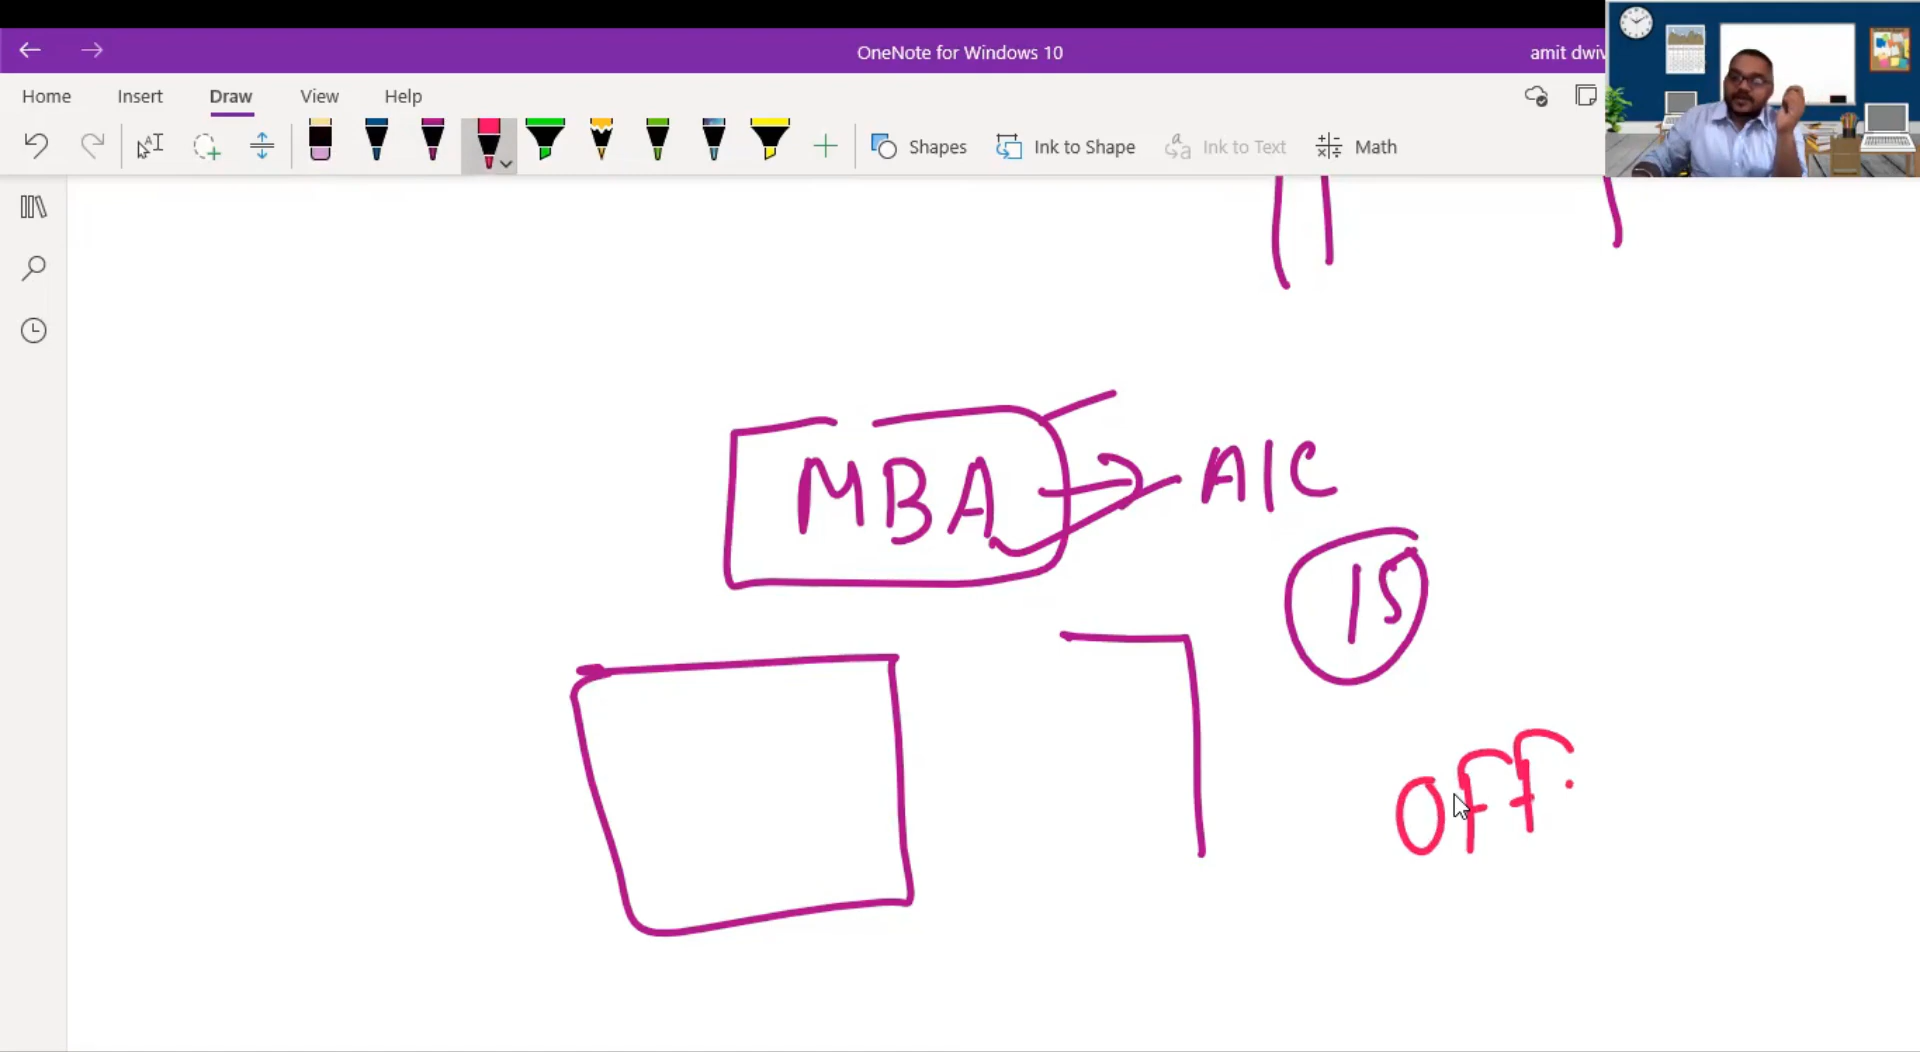 OneNote for Windows 10
amit dwiv
Home Insert Draw View Help
Shapes Ink to Shape Ink to Text Math
MBA A/C
15
OFF.